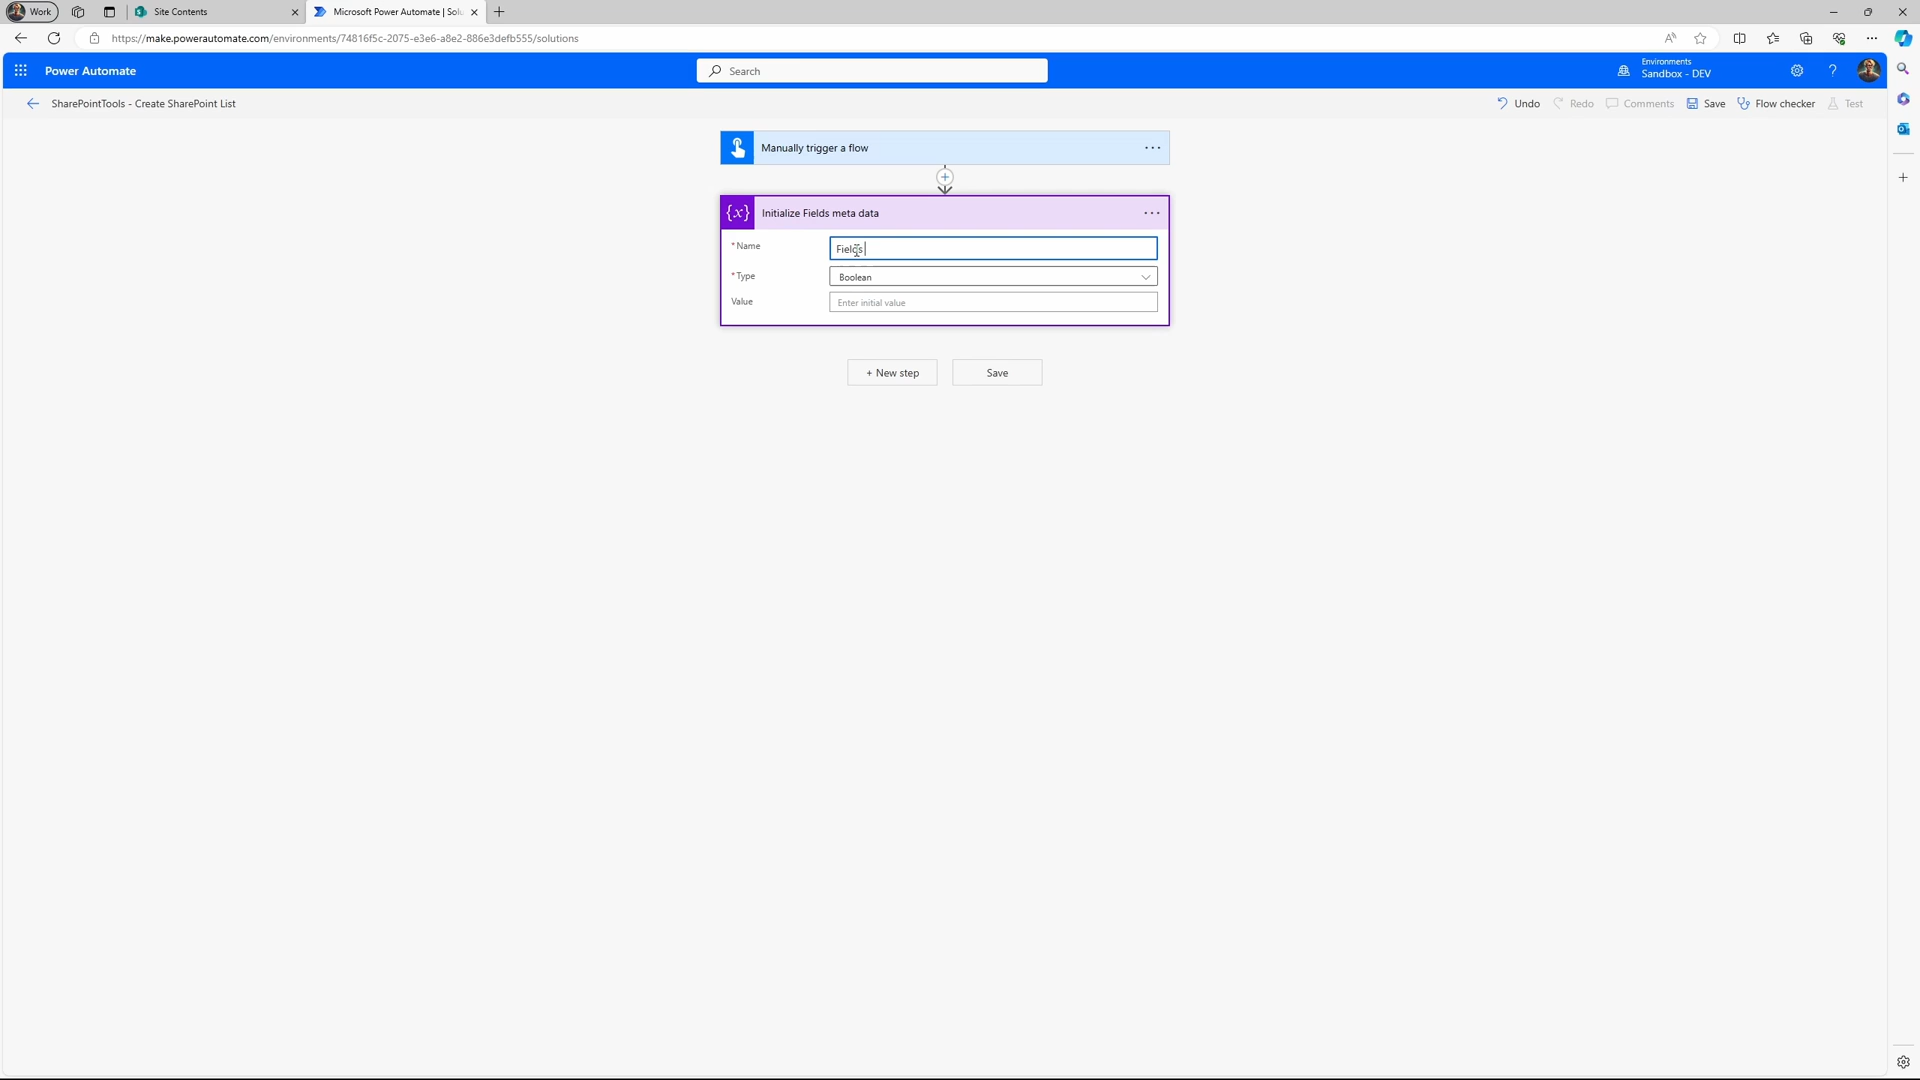 Work
Site Contents
Microsoft Power Automate | Solu
https://make.powerautomate.com/environments/74816f5c-2075-e3e6-a8e2-886e3defb555/solutions
Power Automate
Search
Environments
Sandbox - DEV
SharePointTools - Create SharePoint List
Undo
Redo
Comments
Save
Flow checker
Test
Manually trigger a flow
{x} Initialize Fields meta data
*Name
Fields
*Type
Boolean
Value
Enter initial value
+ New step
Save